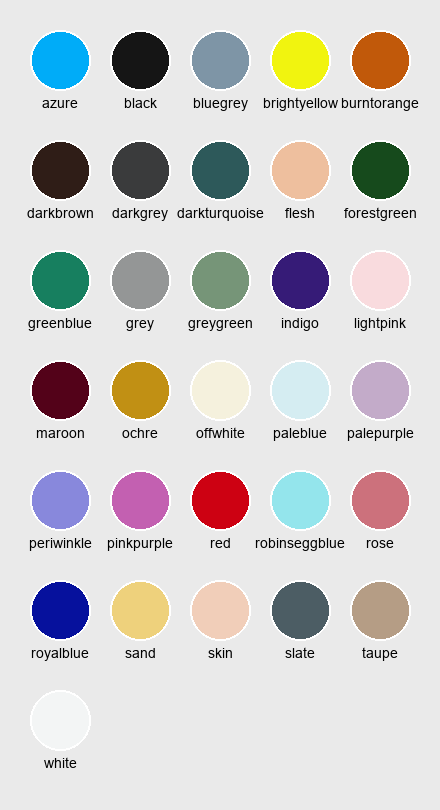 azure black bluegrey brightyellow burntorange
darkbrown darkgrey darkturquoise flesh forestgreen
greenblue grey greygreen indigo lightpink
maroon ochre offwhite paleblue palepurple
periwinkle pinkpurple red robinseggblue rose
royalblue sand skin slate taupe
white